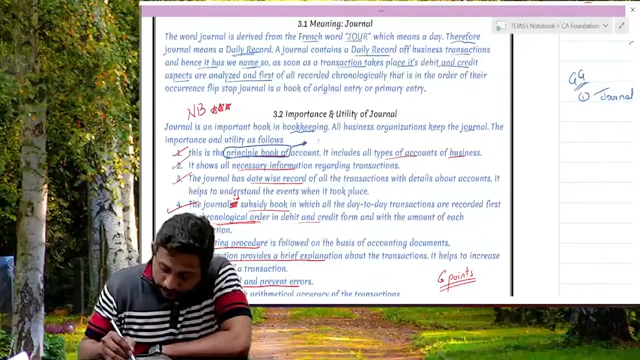 3.1 Meaning: Journal
The word journal is derived from the French word "JOUR" which means a day. Therefore
journal means a Daily Record. A journal contains a Daily Record off business transactions
and hence it has we name so, as soon as a transaction takes place it's debit and credit
aspects are analyzed and first of all recorded chronologically that is in the order of their
occurrence flip stop journal is a book of original entry or primary entry.
NB ***
3.2 Importance & Utility of Journal
Journal is an important book in bookkeeping. All business organizations keep the journal. The
importance and utility as follows
1. this is the principle book of account. It includes all types of accounts of business.
2. It shows all necessary information regarding transactions.
3. The journal has date wise record of all the transactions with details about accounts. It
helps to understand the events when it took place.
4. The journal is subsidy book in which all the day-to-day transactions are recorded first
chronological order in debit and credit form and with the amount of each
procedure is followed on the basis of accounting documents.
provides a brief explanation about the transactions. It helps to increase
a transaction.
6 points
and prevent errors.
arithmetical accuracy of the transactions.
TEJAS's Notebook > CA Foundation
① Journal